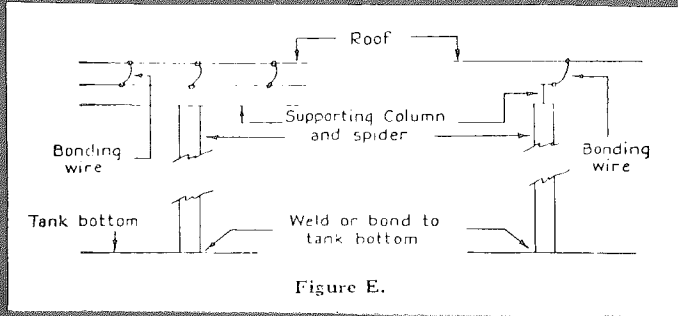 Roof
Supporting Column
and spider
Bonding
wire
Bonding
wire
Tank bottom
Weld or bond to
tank bottom
Figure E.